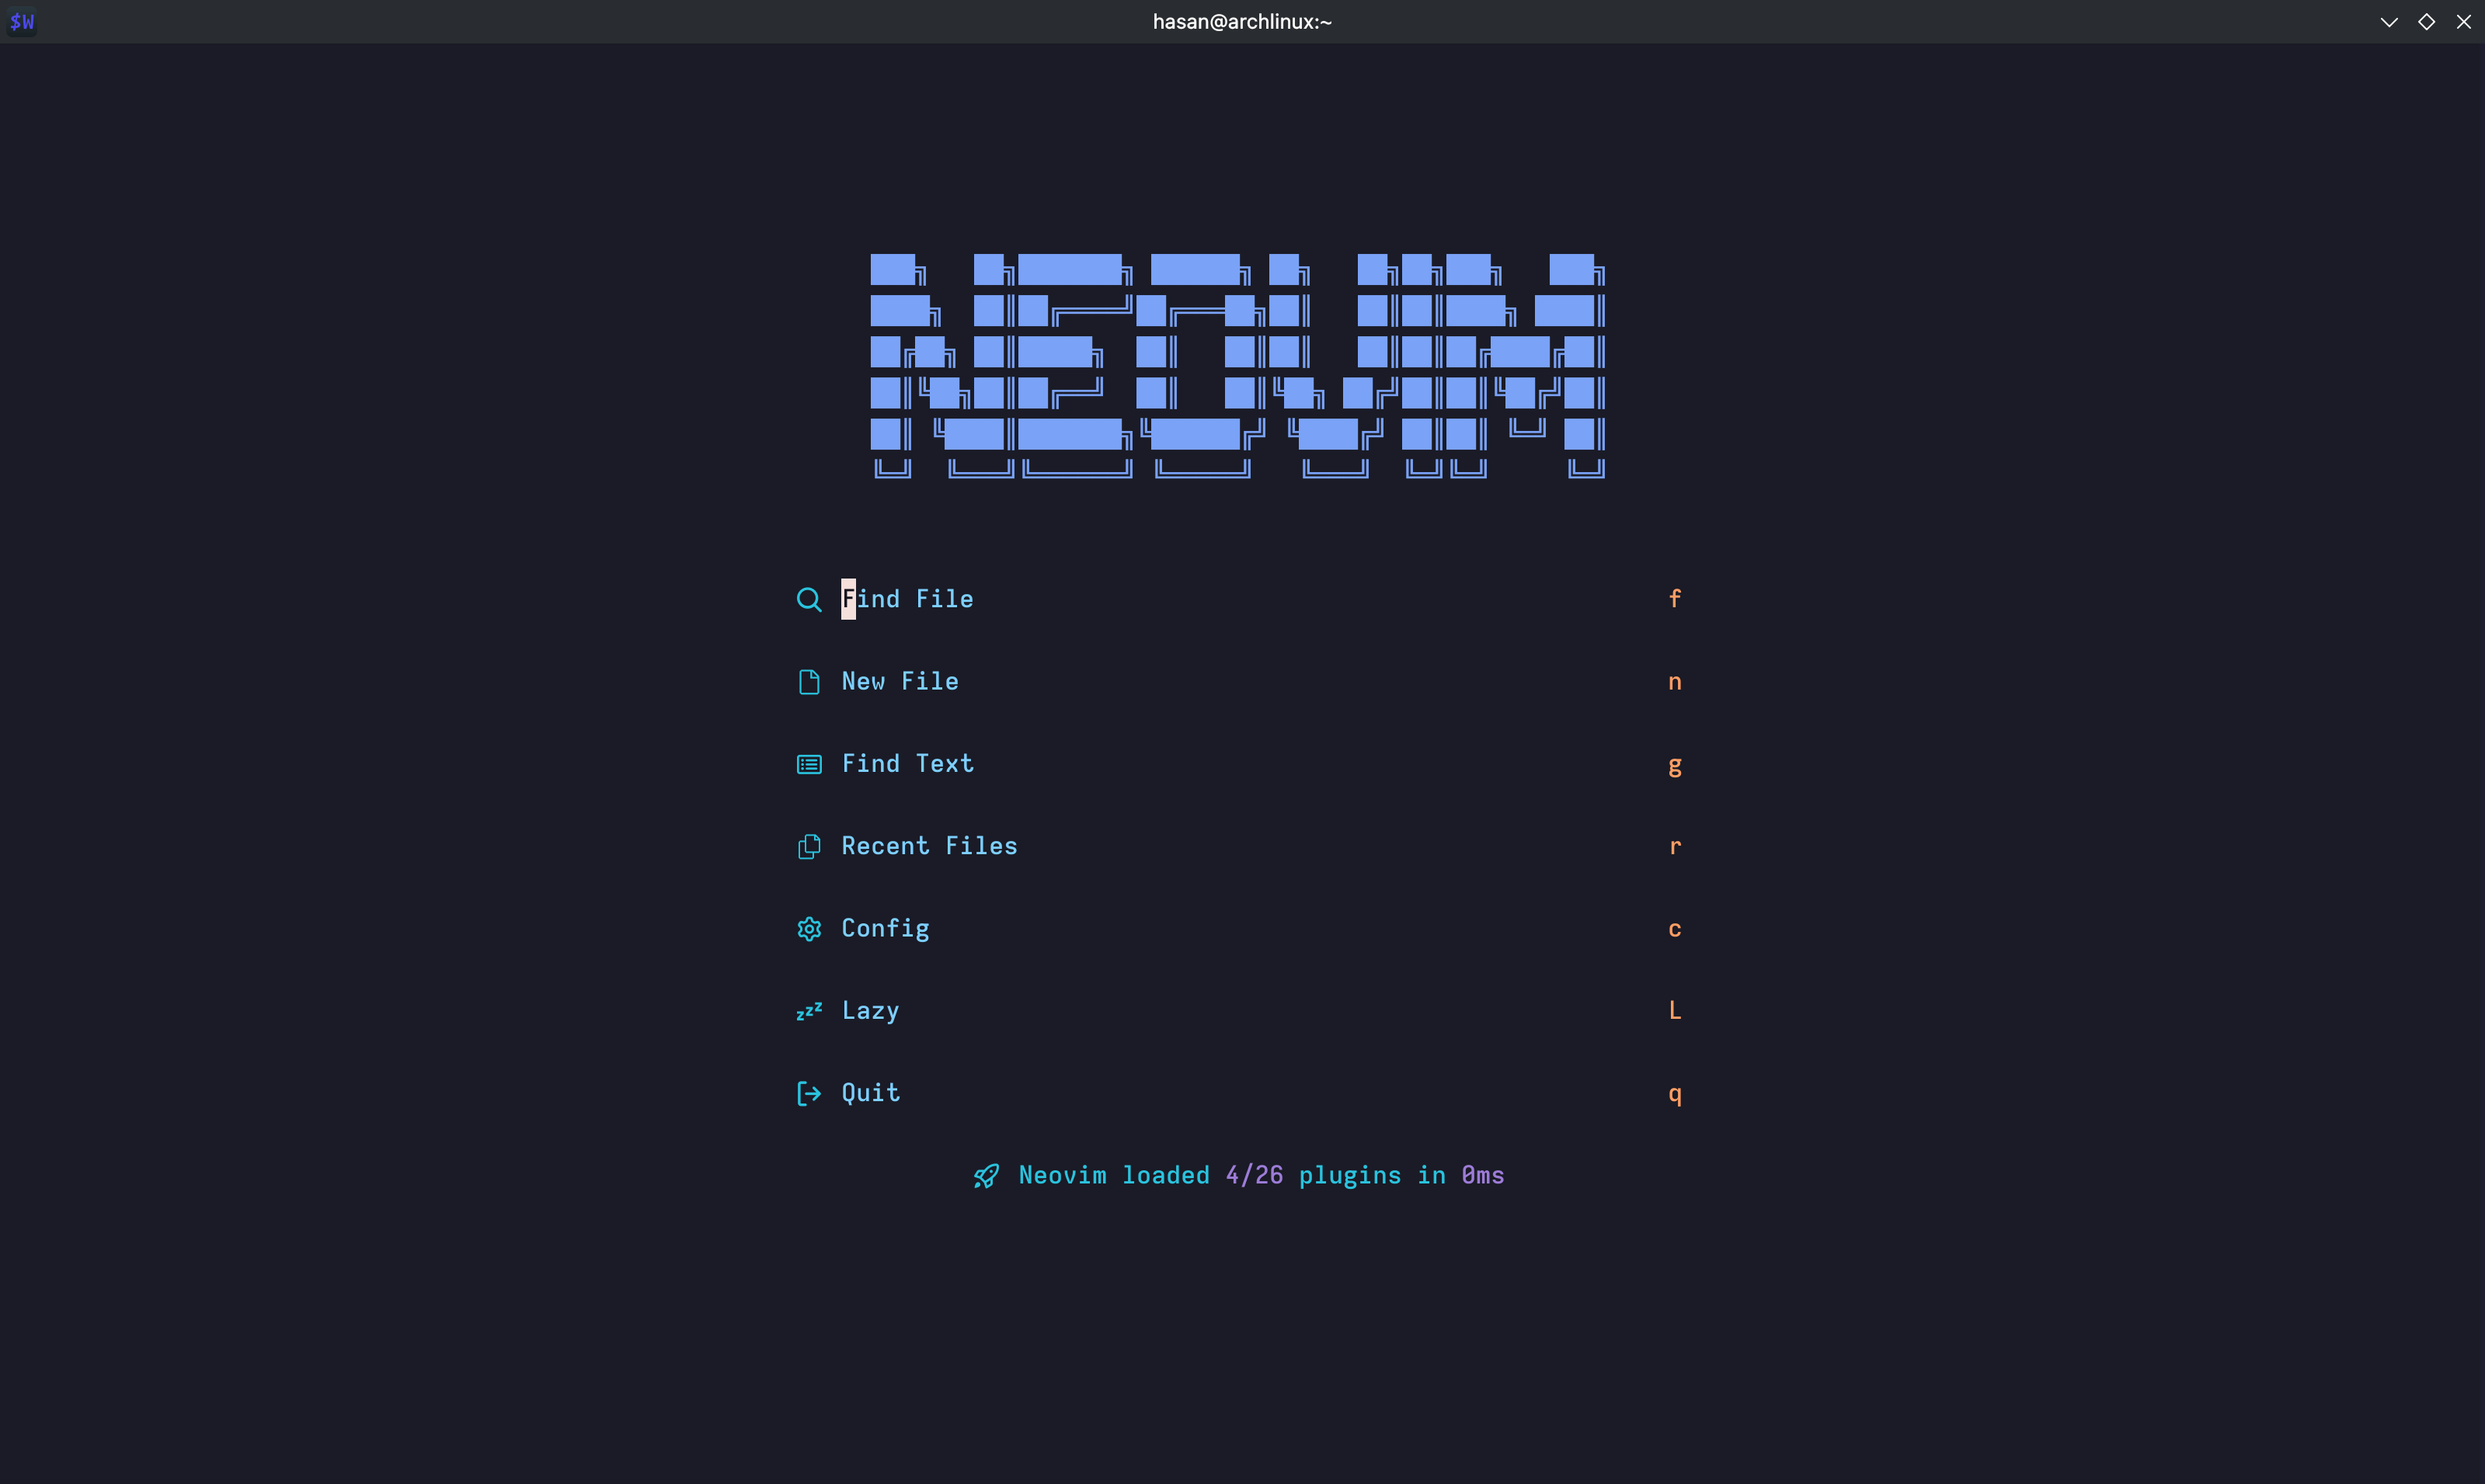 $W
hasan@archlinux:~
NEOVIM
Find File f
New File n
Find Text g
Recent Files r
Config c
zzz Lazy L
Quit q
Neovim loaded 4/26 plugins in 0ms